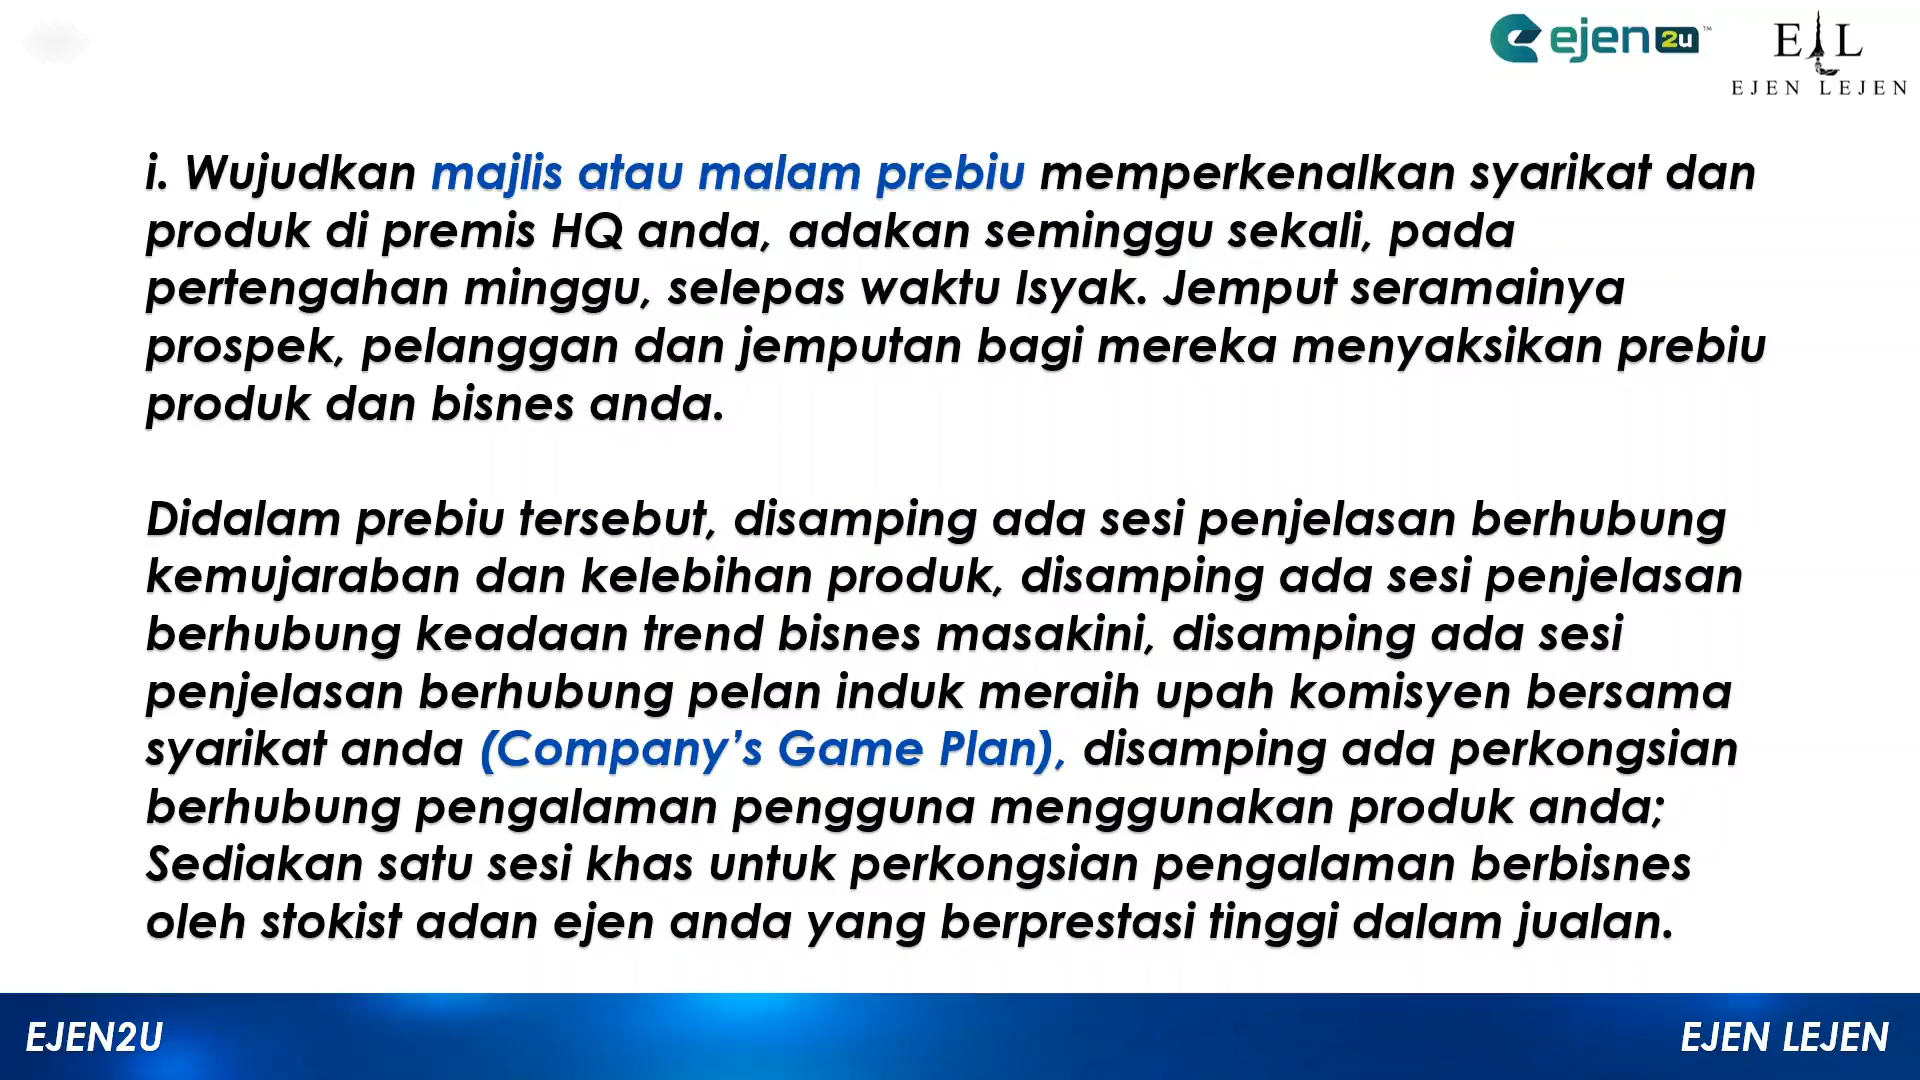 ejen2u™
EJL
EJEN LEJEN
i. Wujudkan majlis atau malam prebiu memperkenalkan syarikat dan
produk di premis HQ anda, adakan seminggu sekali, pada
pertengahan minggu, selepas waktu Isyak. Jemput seramainya
prospek, pelanggan dan jemputan bagi mereka menyaksikan prebiu
produk dan bisnes anda.
Didalam prebiu tersebut, disamping ada sesi penjelasan berhubung
kemujaraban dan kelebihan produk, disamping ada sesi penjelasan
berhubung keadaan trend bisnes masakini, disamping ada sesi
penjelasan berhubung pelan induk meraih upah komisyen bersama
syarikat anda (Company’s Game Plan), disamping ada perkongsian
berhubung pengalaman pengguna menggunakan produk anda;
Sediakan satu sesi khas untuk perkongsian pengalaman berbisnes
oleh stokist adan ejen anda yang berprestasi tinggi dalam jualan.
EJEN2U
EJEN LEJEN